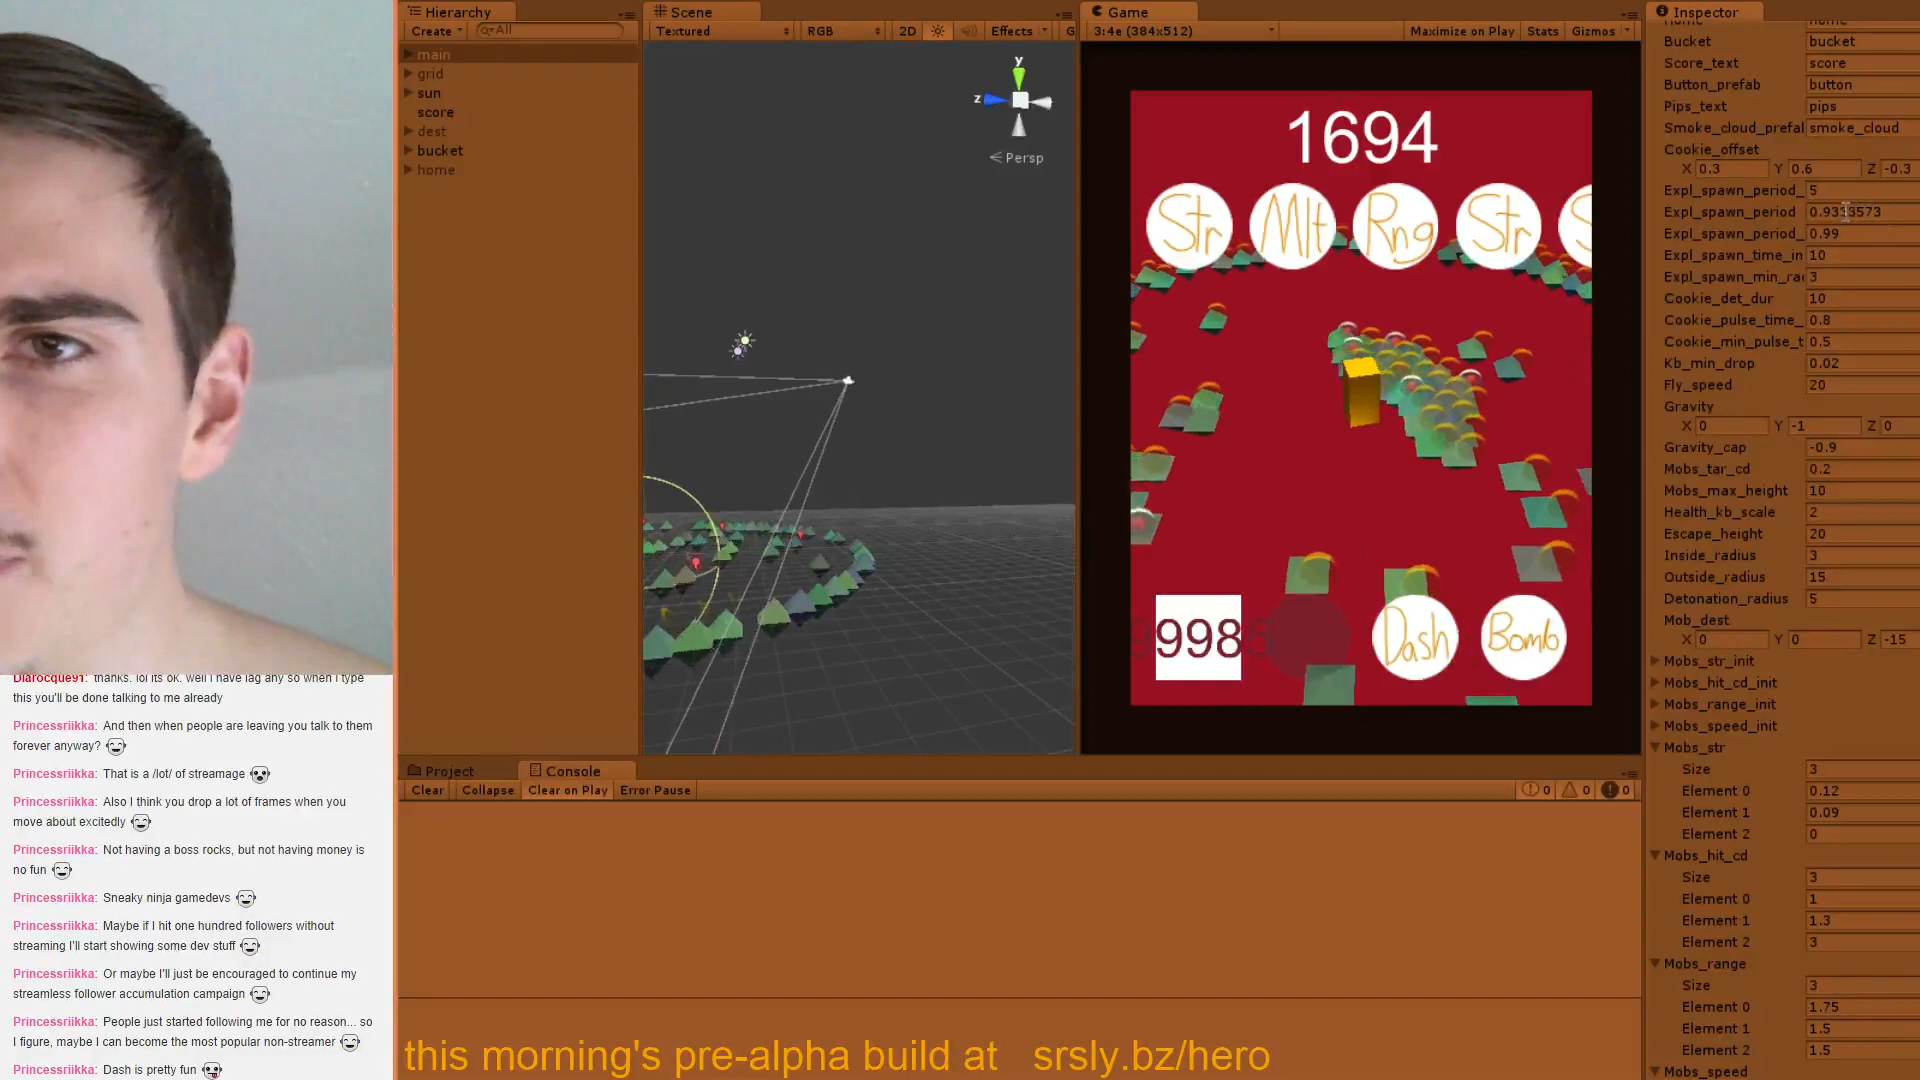 Hierarchy
Create
All
main
grid
sun
score
dest
bucket
home
Scene
Textured
RGB
2D
Effects
G
y
z
Persp
Game
3:4e (384x512)
Maximize on Play
Stats
Gizmos
1694
Str
Mlt
Rng
Str
S
9998
Dash
Bomb
Inspector
Bucket
bucket
Score_text
score
Button_prefab
button
Pips_text
pips
Smoke_cloud_prefal
smoke_cloud
Cookie_offset
X 0.3 Y 0.6 Z -0.3
Expl_spawn_period_ 5
Expl_spawn_period
Expl_spawn_period_ 0.99
Expl_spawn_time_in 10
Expl_spawn_min_rad 3
Cookie_det_dur 10
Cookie_pulse_time_ 0.8
Cookie_min_pulse_t 0.5
Kb_min_drop 0.02
Fly_speed 20
Gravity
X 0 Y -1 Z 0
Gravity_cap -0.9
Mobs_tar_cd 0.2
Mobs_max_height 10
Health_kb_scale 2
Escape_height 20
Inside_radius 3
Outside_radius 15
Detonation_radius 5
Mob_dest
X 0 Y 0 Z -15
Mobs_str_init
Mobs_hit_cd_init
Mobs_range_init
Mobs_speed_init
Mobs_str
Size 3
Element 0 0.12
Element 1 0.09
Element 2 0
Mobs_hit_cd
Size 3
Element 0 1
Element 1 1.3
Element 2 3
Mobs_range
Size 3
Element 0 1.75
Element 1 1.5
Element 2 1.5
Mobs_speed
Project
Console
Clear
Collapse
Clear on Play
Error Pause
0
0
0
Dlarocque91: thanks. lol its ok. well i have lag any so when I type
this you'll be done talking to me already
Princessriikka: And then when people are leaving you talk to them
forever anyway?
Princessriikka: That is a /lot/ of streamage
Princessriikka: Also I think you drop a lot of frames when you
move about excitedly
Princessriikka: Not having a boss rocks, but not having money is
no fun
Princessriikka: Sneaky ninja gamedevs
Princessriikka: Maybe if I hit one hundred followers without
streaming I'll start showing some dev stuff
Princessriikka: Or maybe I'll just be encouraged to continue my
streamless follower accumulation campaign
Princessriikka: People just started following me for no reason... so
I figure, maybe I can become the most popular non-streamer
Princessriikka: Dash is pretty fun
this morning's pre-alpha build at srsly.bz/hero